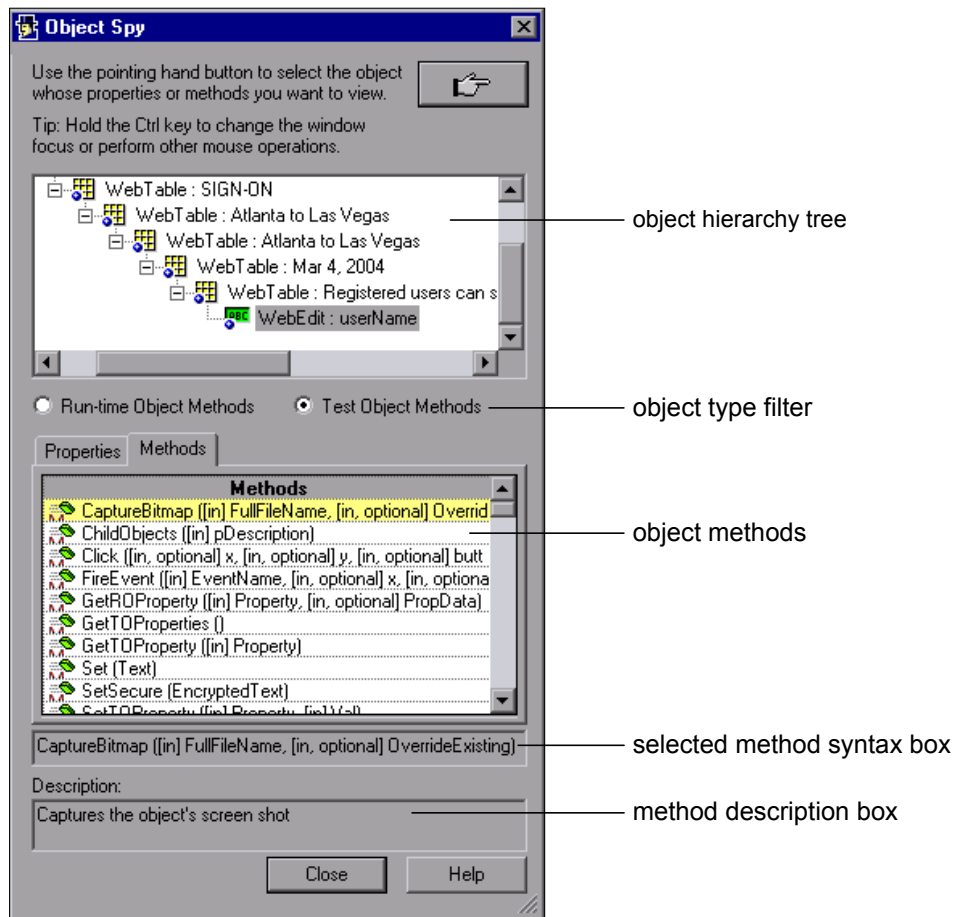 Object Spy
Use the pointing hand button to select the object
whose properties or methods you want to view.
Tip: Hold the Ctrl key to change the window
focus or perform other mouse operations.
WebTable : SIGN-ON
WebTable : Atlanta to Las Vegas
WebTable : Atlanta to Las Vegas
WebTable : Mar 4, 2004
WebTable : Registered users can s
ABC WebEdit : userName
object hierarchy tree
Run-time Object Methods Test Object Methods
object type filter
Properties Methods
Methods
CaptureBitmap ([in] FullFileName, [in, optional] Overrid
ChildObjects ([in] pDescription)
Click ([in, optional] x, [in, optional] y, [in, optional] butt
FireEvent ([in] EventName, [in, optional] x, [in, optiona
GetROProperty ([in] Property, [in, optional] PropData)
GetTOProperties ()
GetTOProperty ([in] Property)
Set (Text)
SetSecure (EncryptedText)
SetTOProperty ([in] Property, [in]
object methods
CaptureBitmap ([in] FullFileName, [in, optional] OverrideExisting)
selected method syntax box
Description:
Captures the object's screen shot
method description box
Close Help